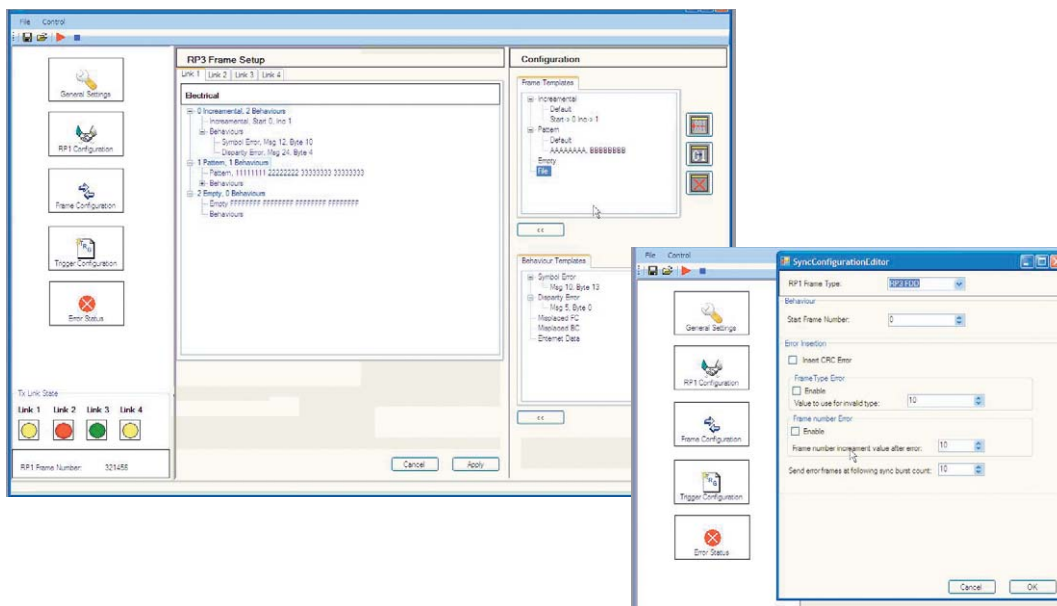 File Control
General Settings
RP1 Configuration
Frame Configuration
Trigger Configuration
Error Status
Tx Link State
Link 1 Link 2 Link 3 Link 4
RP1 Frame Number: 321456
RP3 Frame Setup
Link 1 Link 2 Link 3 Link 4
Electrical
0 Incremental, 2 Behaviours
Incremental, Start 0, Inc 1
Behaviours
Symbol Error, Msg 12, Byte 10
Disparity Error, Msg 24, Byte 4
1 Pattern, 1 Behaviours
Pattern, 11111111 22222222 33333333 33333333
Behaviours
2 Empty, 0 Behaviours
Empty FFFFFFFF FFFFFFFF FFFFFFFF FFFFFFFF
Behaviours
Cancel Apply
Configuration
Frame Templates
Incremental
Default
Start > 0 Inc > 1
Pattern
Default
AAAAAAAA, BBBBBBBB
Empty
File
<<
Behaviour Templates
Symbol Error
Msg 10, Byte 13
Disparity Error
Msg 5, Byte 0
Misplaced FC
Misplaced BC
Ethernet Data
<<
File Control
General Settings
RP1 Configuration
Frame Configuration
TRG
Trigger Configuration
Error Status
SyncConfigurationEditor
RP1 Frame Type: RP3 FDD
Behaviour
Start Frame Number: 0
Error Insertion
Insert CRC Error
FrameType Error
Enable
Value to use for invalid type: 10
Frame number Error
Enable
Frame number increment value after error: 10
Send error frames at following sync burst count: 10
Cancel OK